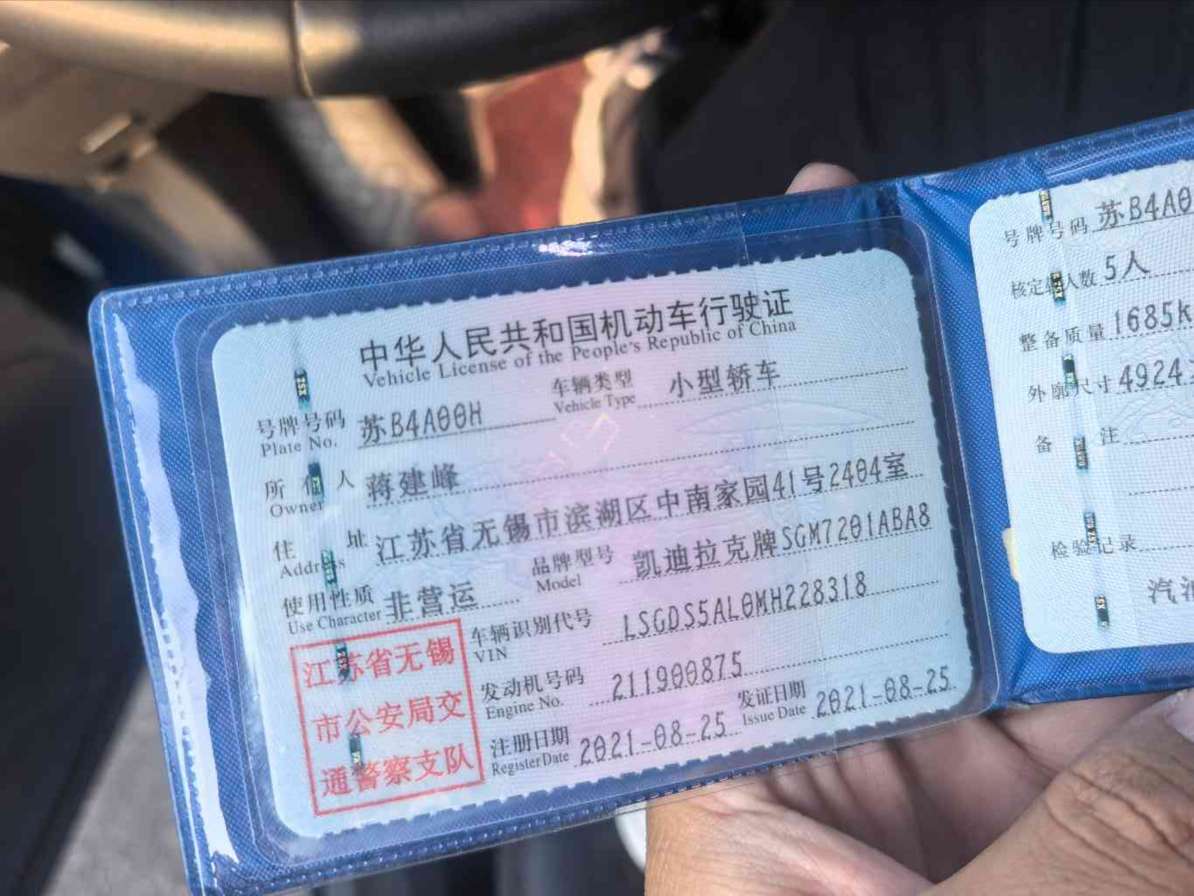 中华人民共和国机动车行驶证
Vehicle License of the People's Republic of China
号牌号码 苏B4A00H 车辆类型 小型轿车
Plate No. Vehicle Type
所有人 蒋建峰
Owner
住址 江苏省无锡市滨湖区中南家园41号2404室
Address
使用性质 非营运 品牌型号 凯迪拉克牌SGM7201ABA8
Use Character Model
车辆识别代号 LSGDS5AL0MH228318
VIN
发动机号码 211900875
Engine No.
注册日期 2021-08-25 发证日期 2021-08-25
Register Date Issue Date
江苏省无锡
市公安局交
通警察支队
号牌号码 苏B4A0
核定载人数 5人
整备质量 1685k
外廓尺寸 4924
备注
检验记录
汽油